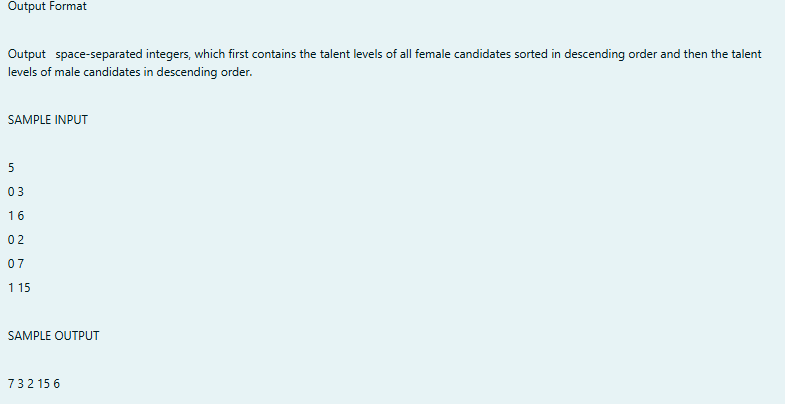 Output Format
Output space-separated integers, which first contains the talent levels of all female candidates sorted in descending order and then the talent
levels of male candidates in descending order.
SAMPLE INPUT
5
0 3
1 6
0 2
0 7
1 15
SAMPLE OUTPUT
7 3 2 15 6